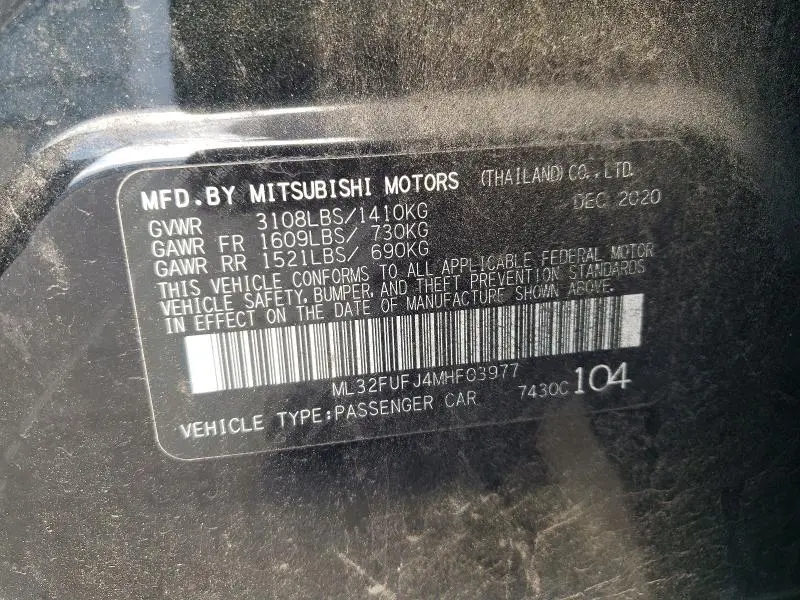 MFD. BY MITSUBISHI MOTORS (THAILAND) CO., LTD.
GVWR 3108LBS/1410KG DEC 2020
GAWR FR 1609LBS/ 730KG
GAWR RR 1521LBS/ 690KG
THIS VEHICLE CONFORMS TO ALL APPLICABLE FEDERAL MOTOR
VEHICLE SAFETY, BUMPER, AND THEFT PREVENTION STANDARDS
IN EFFECT ON THE DATE OF MANUFACTURE SHOWN ABOVE.
ML32FUFJ4MHF03977
VEHICLE TYPE:PASSENGER CAR 7430C 104